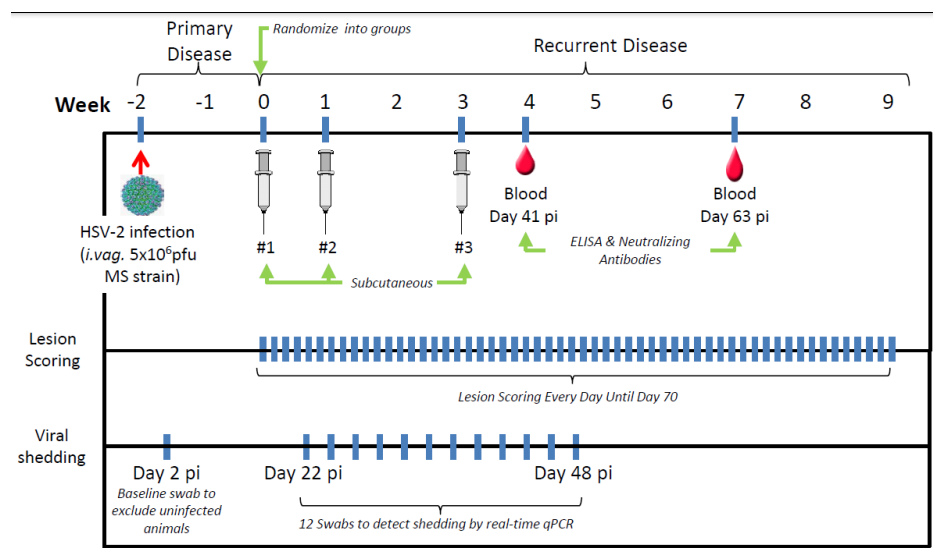 Primary
Disease
Randomize into groups
Recurrent Disease
Week -2 -1 0 1 2 3 4 5 6 7 8 9
HSV-2 infection
(i.vag. 5x10⁶pfu
MS strain)
#1 #2 #3
Subcutaneous
Blood
Day 41 pi
Blood
Day 63 pi
ELISA & Neutralizing
Antibodies
Lesion
Scoring
Lesion Scoring Every Day Until Day 70
Viral
shedding
Day 2 pi
Baseline swab to
exclude uninfected
animals
Day 22 pi
Day 48 pi
12 Swabs to detect shedding by real-time qPCR